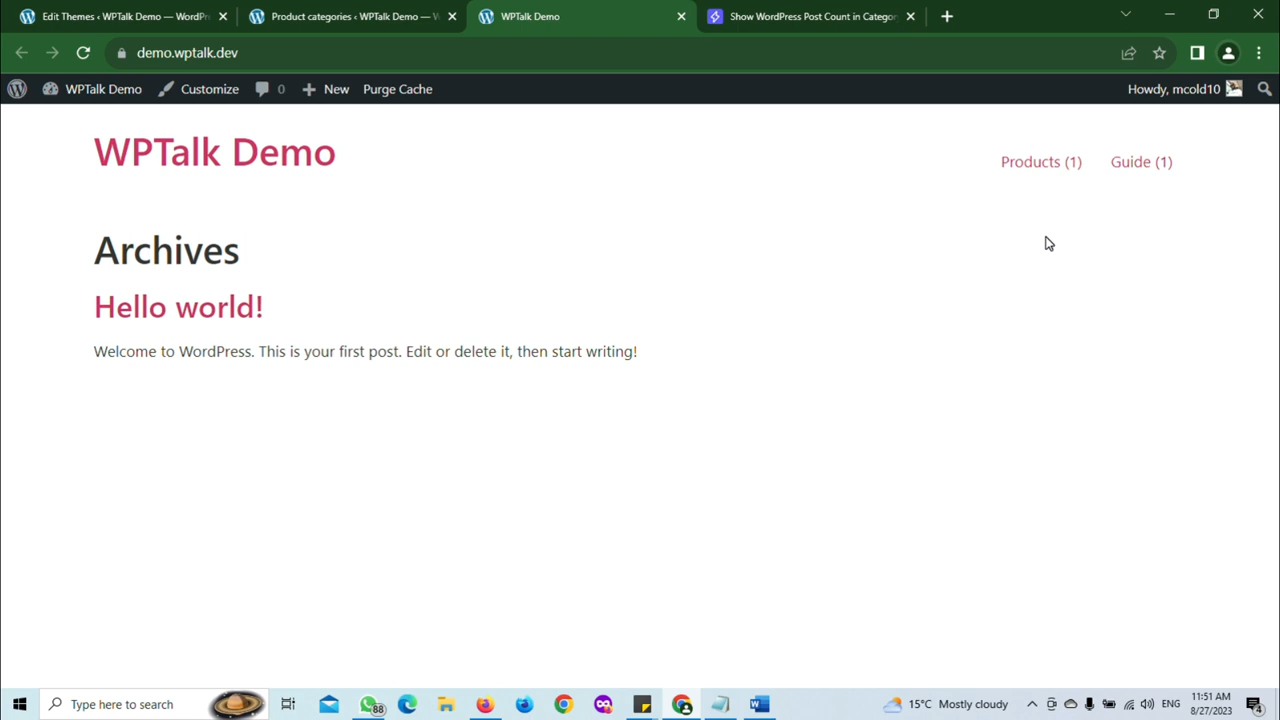 Edit Themes ‹ WPTalk Demo — WordPr
Product categories ‹ WPTalk Demo — W
WPTalk Demo
Show WordPress Post Count in Categor
demo.wptalk.dev
WPTalk Demo
Customize
0
New
Purge Cache
Howdy, mcold10
WPTalk Demo
Products (1)
Guide (1)
Archives
Hello world!
Welcome to WordPress. This is your first post. Edit or delete it, then start writing!
Type here to search
88
15°C Mostly cloudy
ENG
11:51 AM
8/27/2023
4